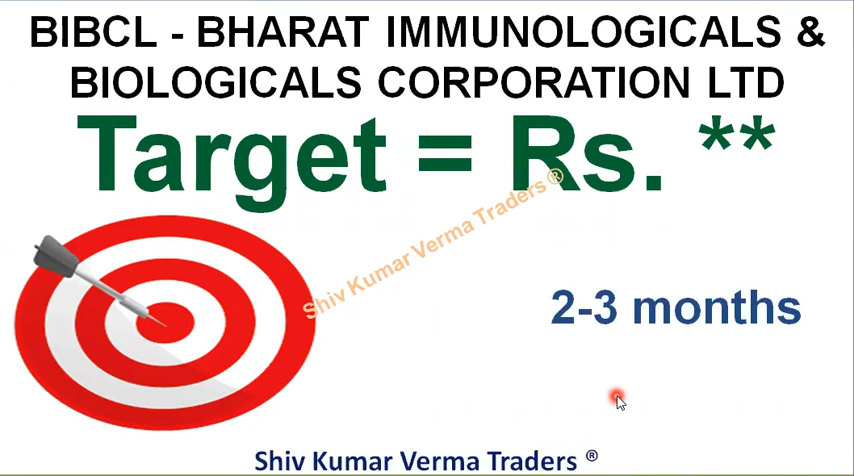 BIBCL - BHARAT IMMUNOLOGICALS &
BIOLOGICALS CORPORATION LTD
Target = Rs. **
Shiv Kumar Verma Traders ®
2-3 months
Shiv Kumar Verma Traders ®